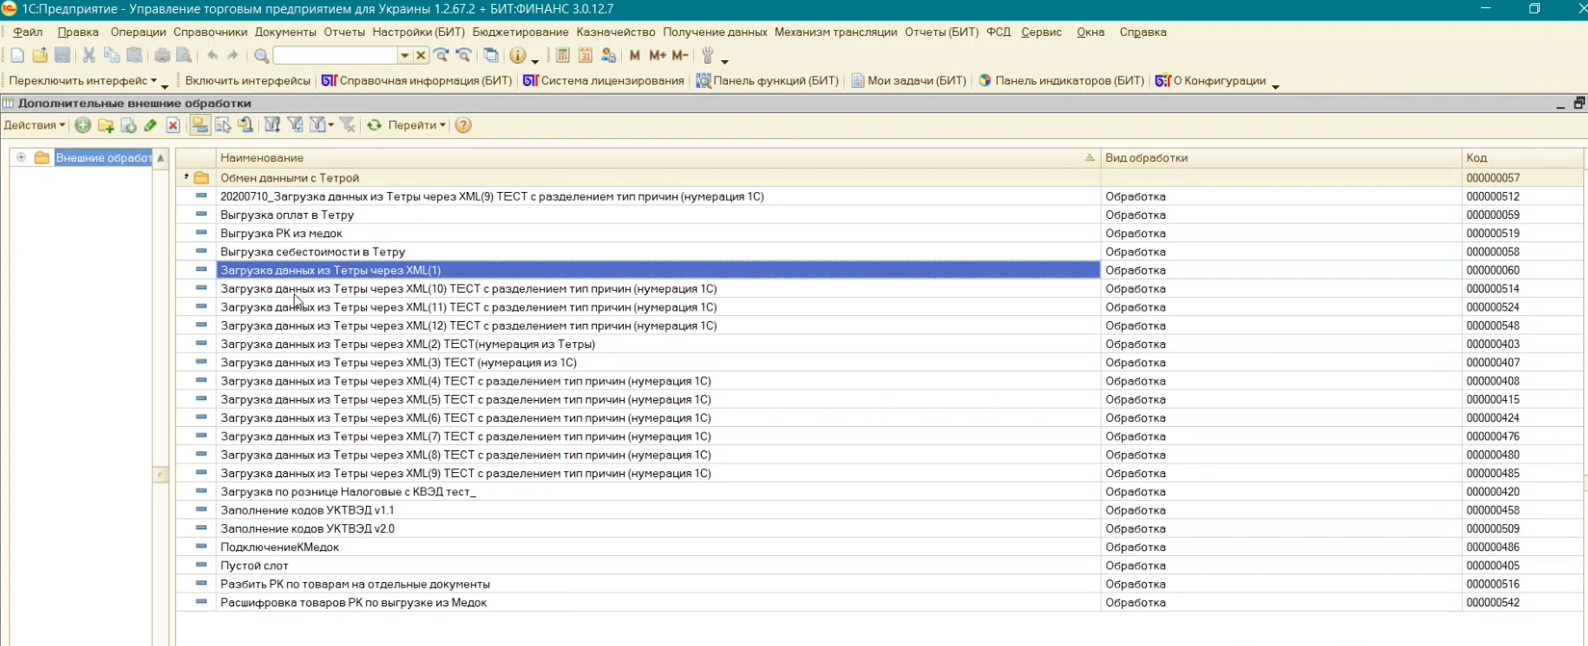 1С:Предприятие - Управление торговым предприятием для Украины 1.2.67.2 + БИТ:ФИНАНС 3.0.12.7
Файл Правка Операции Справочники Документы Отчеты Настройки (БИТ) Бюджетирование Казначейство Получение данных Механизм трансляции Отчеты (БИТ) ФСД Сервис Окна Справка
M M+ M-
Переключить интерфейс Включить интерфейсы Справочная информация (БИТ) Система лицензирования Панель функций (БИТ) Мои задачи (БИТ) Панель индикаторов (БИТ) О Конфигурации
Дополнительные внешние обработки
Действия Перейти
Внешние обработ
Наименование Вид обработки Код
Обмен данными с Тетрой 000000057
20200710_Загрузка данных из Тетры через XML(9) ТЕСТ с разделением тип причин (нумерация 1С) Обработка 000000512
Выгрузка оплат в Тетру Обработка 000000059
Выгрузка РК из медок Обработка 000000519
Выгрузка себестоимости в Тетру Обработка 000000058
Загрузка данных из Тетры через XML(1) Обработка 000000060
Загрузка данных из Тетры через XML(10) ТЕСТ с разделением тип причин (нумерация 1С) Обработка 000000514
Загрузка данных из Тетры через XML(11) ТЕСТ с разделением тип причин (нумерация 1С) Обработка 000000524
Загрузка данных из Тетры через XML(12) ТЕСТ с разделением тип причин (нумерация 1С) Обработка 000000548
Загрузка данных из Тетры через XML(2) ТЕСТ(нумерация из Тетры) Обработка 000000403
Загрузка данных из Тетры через XML(3) ТЕСТ (нумерация из 1С) Обработка 000000407
Загрузка данных из Тетры через XML(4) ТЕСТ с разделением тип причин (нумерация 1С) Обработка 000000408
Загрузка данных из Тетры через XML(5) ТЕСТ с разделением тип причин (нумерация 1С) Обработка 000000415
Загрузка данных из Тетры через XML(6) ТЕСТ с разделением тип причин (нумерация 1С) Обработка 000000424
Загрузка данных из Тетры через XML(7) ТЕСТ с разделением тип причин (нумерация 1С) Обработка 000000476
Загрузка данных из Тетры через XML(8) ТЕСТ с разделением тип причин (нумерация 1С) Обработка 000000480
Загрузка данных из Тетры через XML(9) ТЕСТ с разделением тип причин (нумерация 1С) Обработка 000000485
Загрузка по рознице Налоговые с КВЭД тест_ Обработка 000000420
Заполнение кодов УКТВЭД v1.1 Обработка 000000458
Заполнение кодов УКТВЭД v2.0 Обработка 000000509
ПодключениеКМедок Обработка 000000486
Пустой слот Обработка 000000405
Разбить РК по товарам на отдельные документы Обработка 000000516
Расшифровка товаров РК по выгрузке из Медок Обработка 000000542